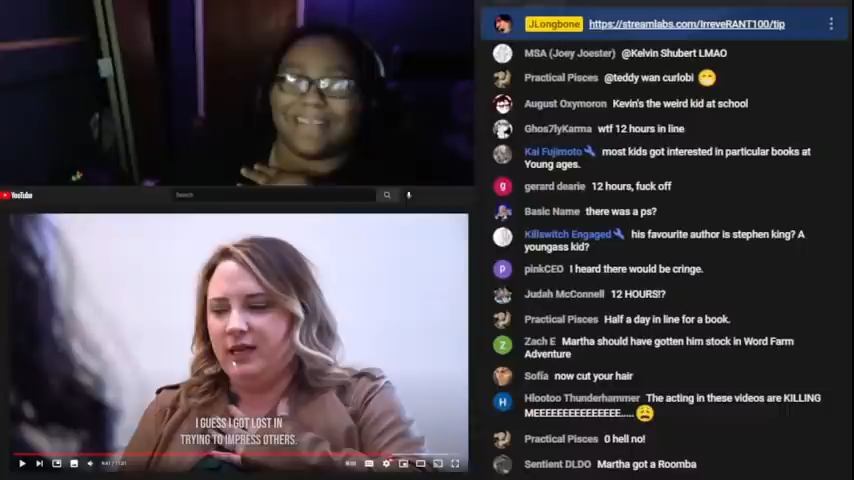 JLongbone https://streamlabs.com/IrreveRANT100/tip
MSA (Joey Joester) @Kelvin Shubert LMAO
Practical Pisces @teddy wan curlobi
August Oxymoron Kevin's the weird kid at school
Ghos7lyKarma wtf 12 hours in line
Kai Fujimoto most kids got interested in particular books at
Young ages.
gerard dearie 12 hours, fuck off
Basic Name there was a ps?
Killswitch Engaged his favourite author is stephen king? A
youngass kid?
pinkCEO I heard there would be cringe.
Judah McConnell 12 HOURS!?
Practical Pisces Half a day in line for a book.
Zach E Martha should have gotten him stock in Word Farm
Adventure
Sofía now cut your hair
Hlootoo Thunderhammer The acting in these videos are KILLING
MEEEEEEEEEEEEEEE.....
Practical Pisces 0 hell no!
Sentient DLDO Martha got a Roomba
YouTube
Search
I GUESS I GOT LOST IN
TRYING TO IMPRESS OTHERS.